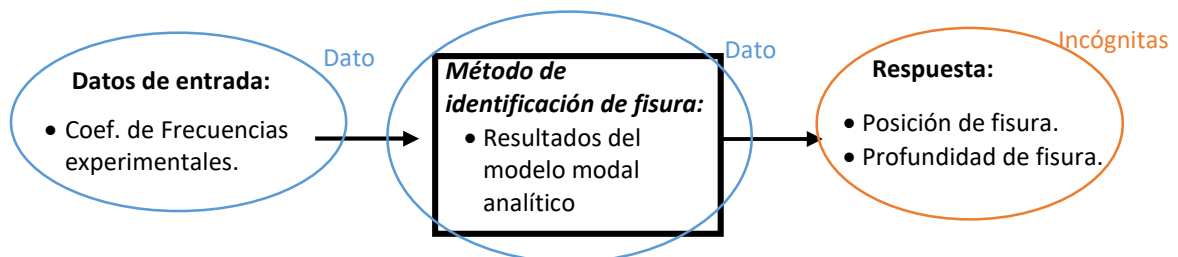 Dato
Datos de entrada:
• Coef. de Frecuencias
experimentales.
Dato
Método de
identificación de fisura:
• Resultados del
modelo modal
analítico
Incógnitas
Respuesta:
• Posición de fisura.
• Profundidad de fisura.